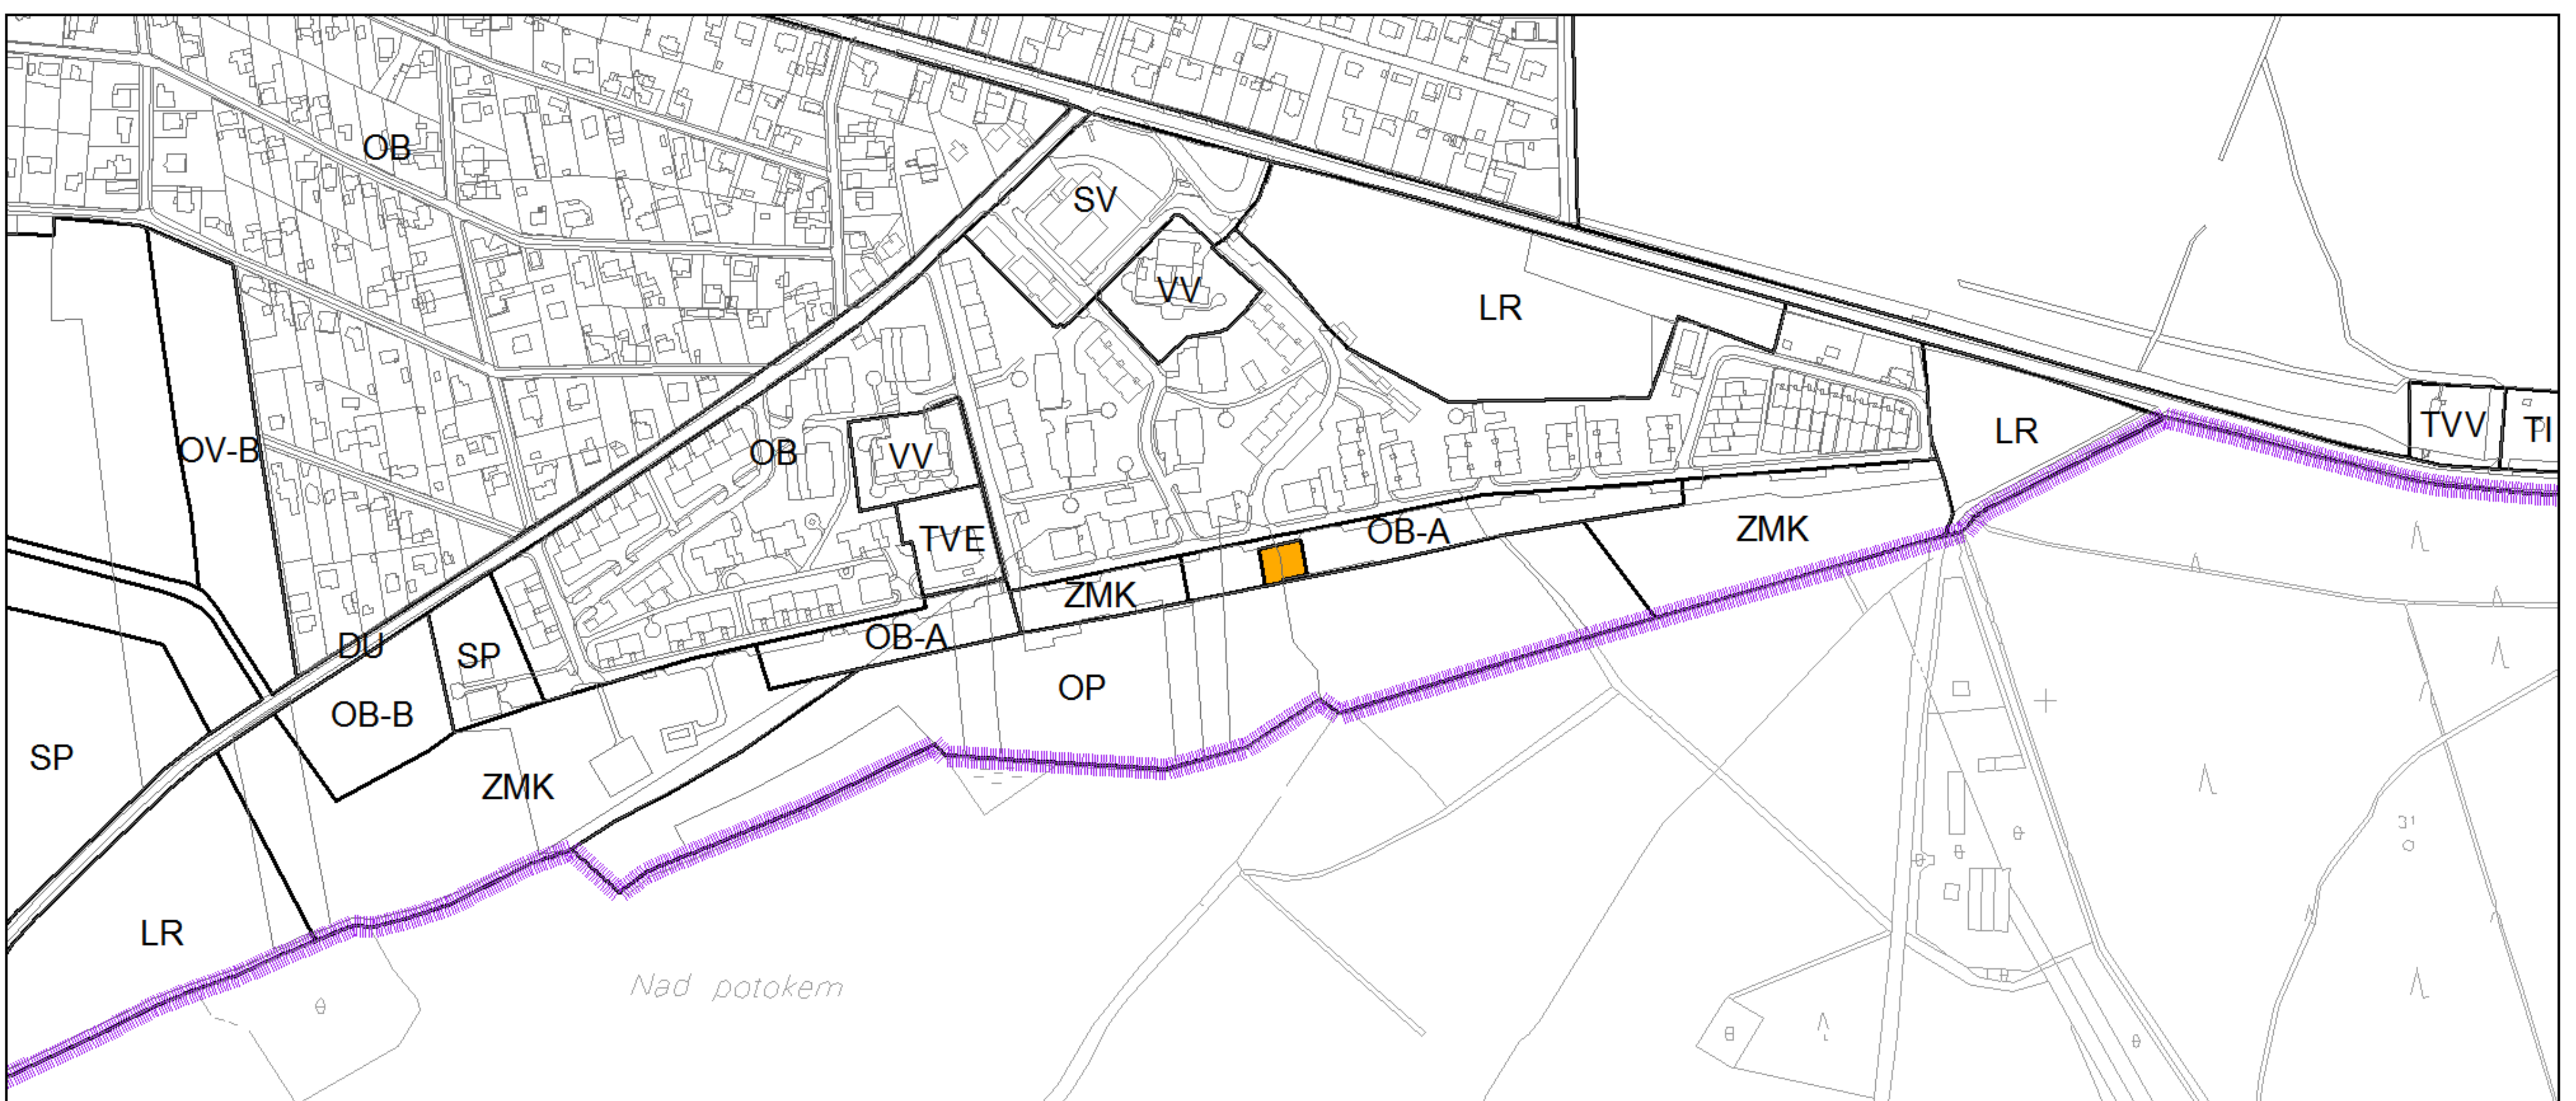 OB
SV
VV
LR
OV-B
OB
VV
LR
TVV
TI
TVE
OB-A
ZMK
ZMK
OB-A
DU
SP
OP
OB-B
SP
ZMK
31
LR
Nad potokem